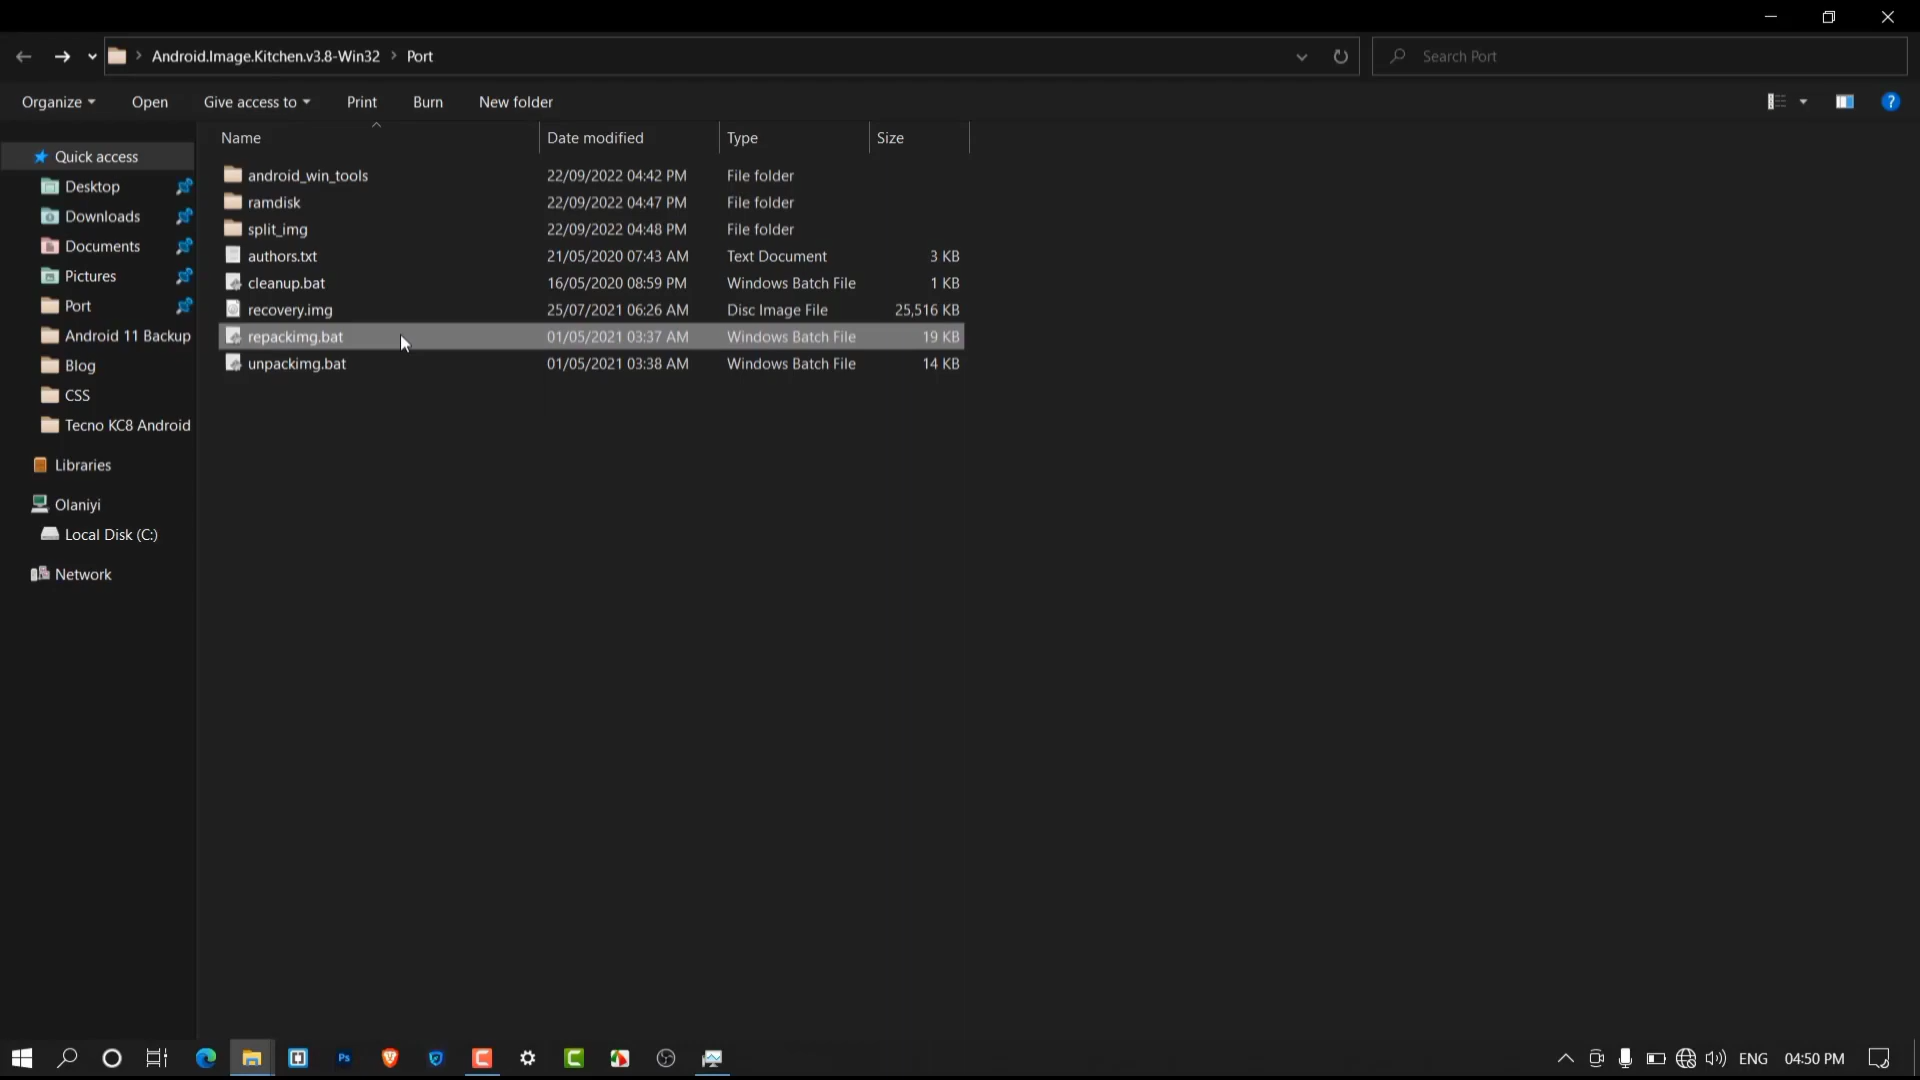 Android.Image.Kitchen.v3.8-Win32 Port
Search Port
Organize Open Give access to Print Burn New folder
Name Date modified Type Size
Quick access
Desktop
Downloads
Documents
Pictures
Port
Android 11 Backup
Blog
CSS
Tecno KC8 Android
Libraries
Olaniyi
Local Disk (C:)
Network
android_win_tools 22/09/2022 04:42 PM File folder
ramdisk 22/09/2022 04:47 PM File folder
split_img 22/09/2022 04:48 PM File folder
authors.txt 21/05/2020 07:43 AM Text Document 3 KB
cleanup.bat 16/05/2020 08:59 PM Windows Batch File 1 KB
recovery.img 25/07/2021 06:26 AM Disc Image File 25,516 KB
repackimg.bat 01/05/2021 03:37 AM Windows Batch File 19 KB
unpackimg.bat 01/05/2021 03:38 AM Windows Batch File 14 KB
Ps
ENG 04:50 PM